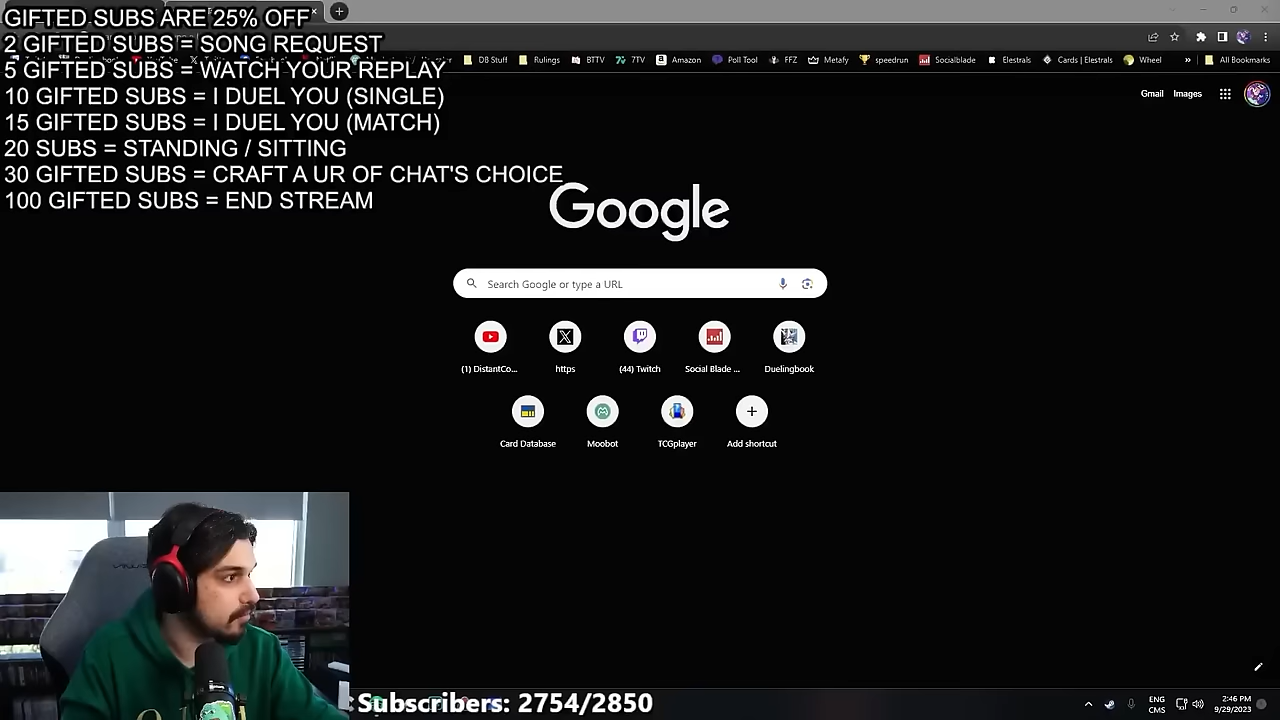 GIFTED SUBS ARE 25% OFF
2 GIFTED SUBS = SONG REQUEST
5 GIFTED SUBS = WATCH YOUR REPLAY
10 GIFTED SUBS = I DUEL YOU (SINGLE)
15 GIFTED SUBS = I DUEL YOU (MATCH)
20 SUBS = STANDING / SITTING
30 GIFTED SUBS = CRAFT A UR OF CHAT'S CHOICE
100 GIFTED SUBS = END STREAM
DB Stuff Rulings BTTV 7TV Amazon Poll Tool FFZ Metafy speedrun Socialblade Elestrals Cards | Elestrals Wheel » All Bookmarks
Gmail Images
Google
Search Google or type a URL
(1) DistantCo... https (44) Twitch Social Blade ... Duelingbook
Card Database Moobot TCGplayer Add shortcut
Subscribers: 2754/2850
ENG
CMS
2:46 PM
9/29/2023